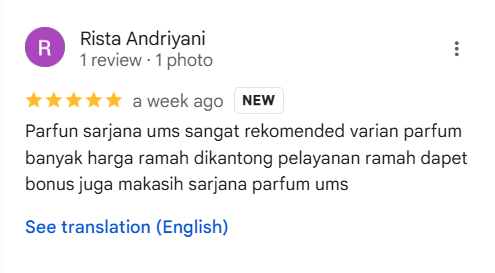 R
Rista Andriyani
1 review · 1 photo
a week ago NEW
Parfun sarjana ums sangat rekomended varian parfum
banyak harga ramah dikantong pelayanan ramah dapet
bonus juga makasih sarjana parfum ums
See translation (English)